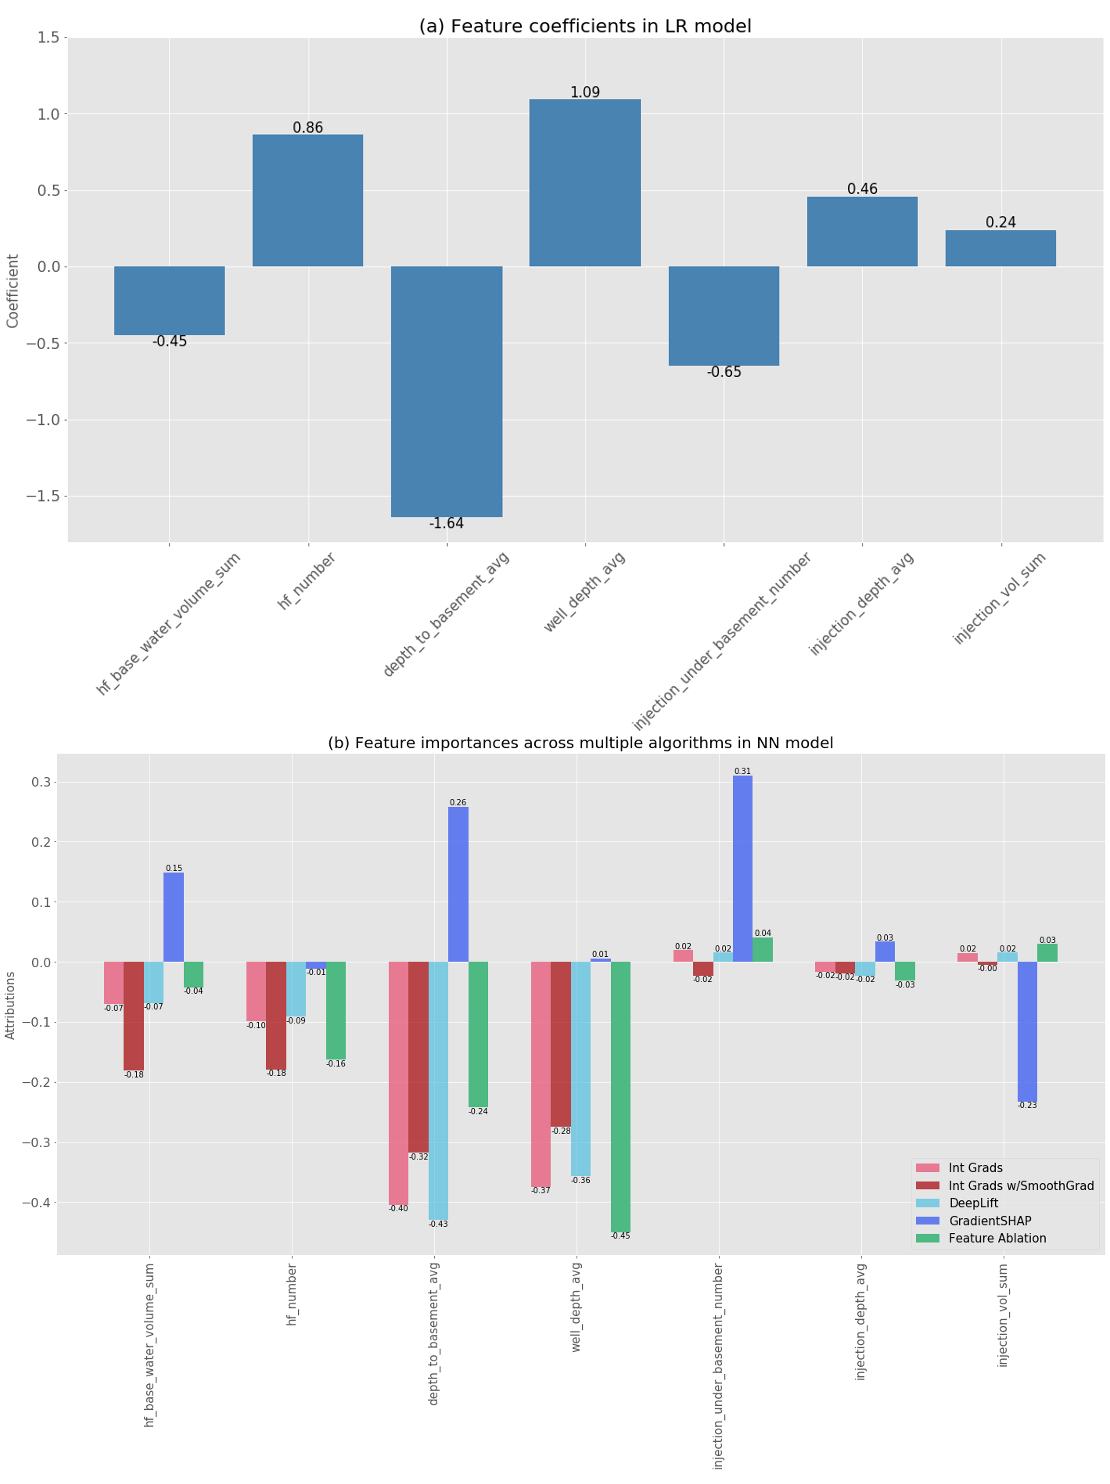 (a) Feature coefficients in LR model
1.5
1.0
0.5
0.0
−0.5
−1.0
−1.5
Coefficient
-0.45
0.86
-1.64
1.09
-0.65
0.46
0.24
hf_base_water_volume_sum
hf_number
depth_to_basement_avg
well_depth_avg
injection_under_basement_number
injection_depth_avg
injection_vol_sum
(b) Feature importances across multiple algorithms in NN model
0.3
0.2
0.1
0.0
−0.1
−0.2
−0.3
−0.4
Attributions
-0.07
-0.18
-0.07
0.15
-0.04
-0.10
-0.18
-0.09
-0.01
-0.16
-0.40
-0.32
-0.43
0.26
-0.24
-0.37
-0.28
-0.36
0.01
-0.45
0.02
-0.02
0.02
0.31
0.04
-0.02
-0.02
-0.02
0.03
-0.03
0.02
-0.00
0.02
-0.23
0.03
Int Grads
Int Grads w/SmoothGrad
DeepLift
GradientSHAP
Feature Ablation
hf_base_water_volume_sum
hf_number
depth_to_basement_avg
well_depth_avg
injection_under_basement_number
injection_depth_avg
injection_vol_sum